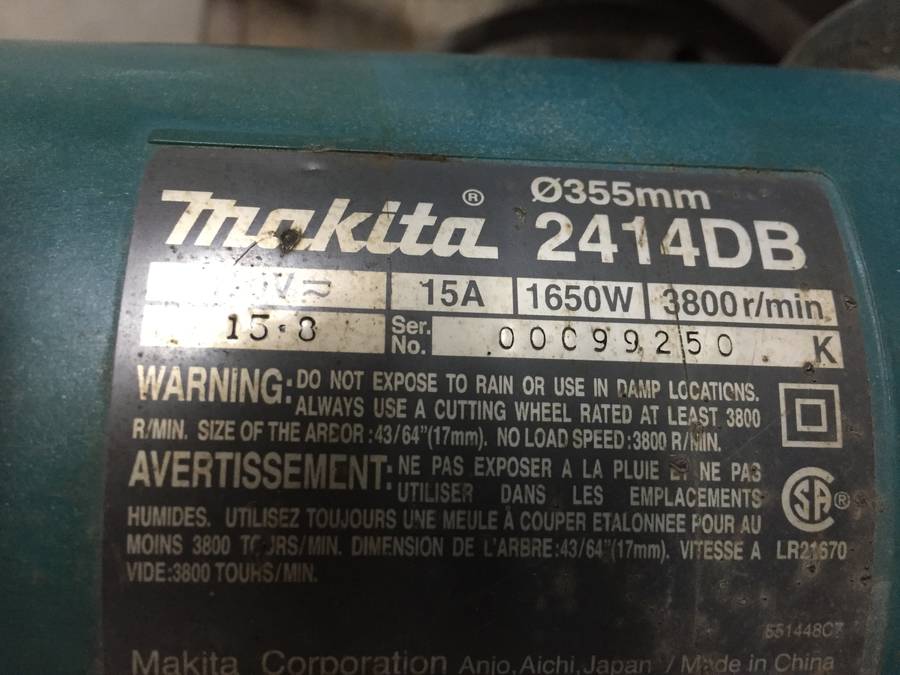 makita® Ø355mm
2414DB
V 15A 1650W 3800 r/min
15·8 Ser. No. 00C99250 K
WARNING: DO NOT EXPOSE TO RAIN OR USE IN DAMP LOCATIONS.
ALWAYS USE A CUTTING WHEEL RATED AT LEAST 3800
R/MIN. SIZE OF THE ARBOR :43/64"(17mm). NO LOAD SPEED :3800 R/MIN.
AVERTISSEMENT: NE PAS EXPOSER A LA PLUIE ET NE PAS
UTILISER DANS LES EMPLACEMENTS
HUMIDES. UTILISEZ TOUJOURS UNE MEULE À COUPER ETALONNEE POUR AU
MOINS 3800 TOURS/MIN. DIMENSION DE L'ARBRE :43/64"(17mm). VITESSE A
VIDE:3800 TOURS/MIN.
SA®
LR21670
551448C7
Makita Corporation Anjo, Aichi, Japan / Made in China